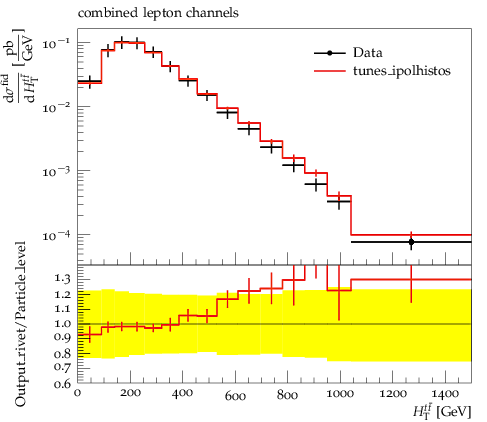 combined lepton channels
dσ^fid / dH_T^{tt̄} [pb/GeV]
10⁻¹
Data
tunes_ipolhistos
10⁻²
10⁻³
10⁻⁴
Output_rivet/Particle_level
1.3
1.2
1.1
1.0
0.9
0.8
0.7
0.6
0 200 400 600 800 1000 1200 1400
H_T^{tt̄} [GeV]